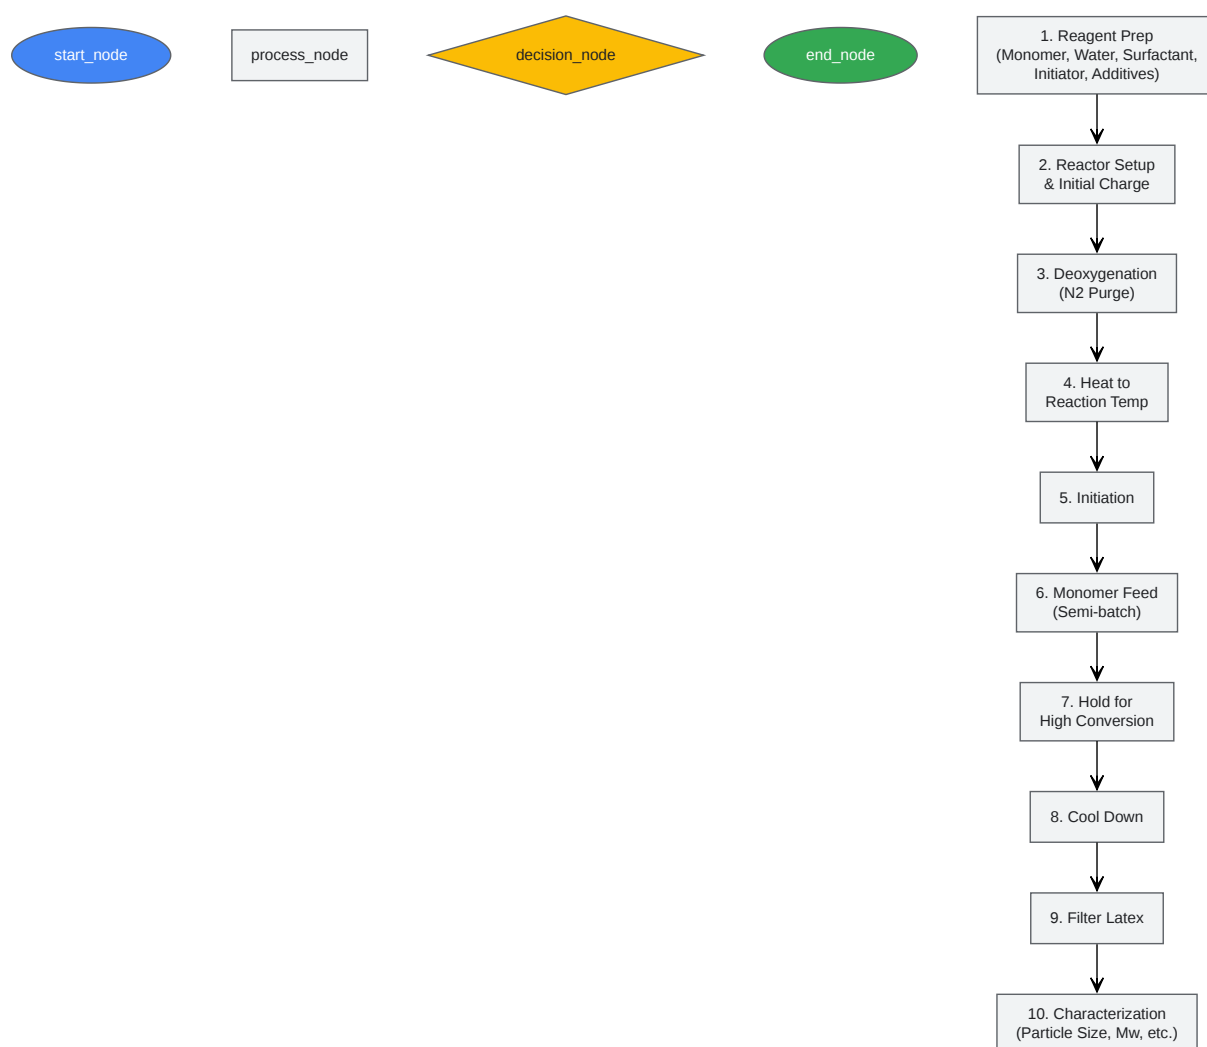 start_node
process_node
decision_node
end_node
1. Reagent Prep
(Monomer, Water, Surfactant,
Initiator, Additives)
2. Reactor Setup
& Initial Charge
3. Deoxygenation
(N2 Purge)
4. Heat to
Reaction Temp
5. Initiation
6. Monomer Feed
(Semi-batch)
7. Hold for
High Conversion
8. Cool Down
9. Filter Latex
10. Characterization
(Particle Size, Mw, etc.)